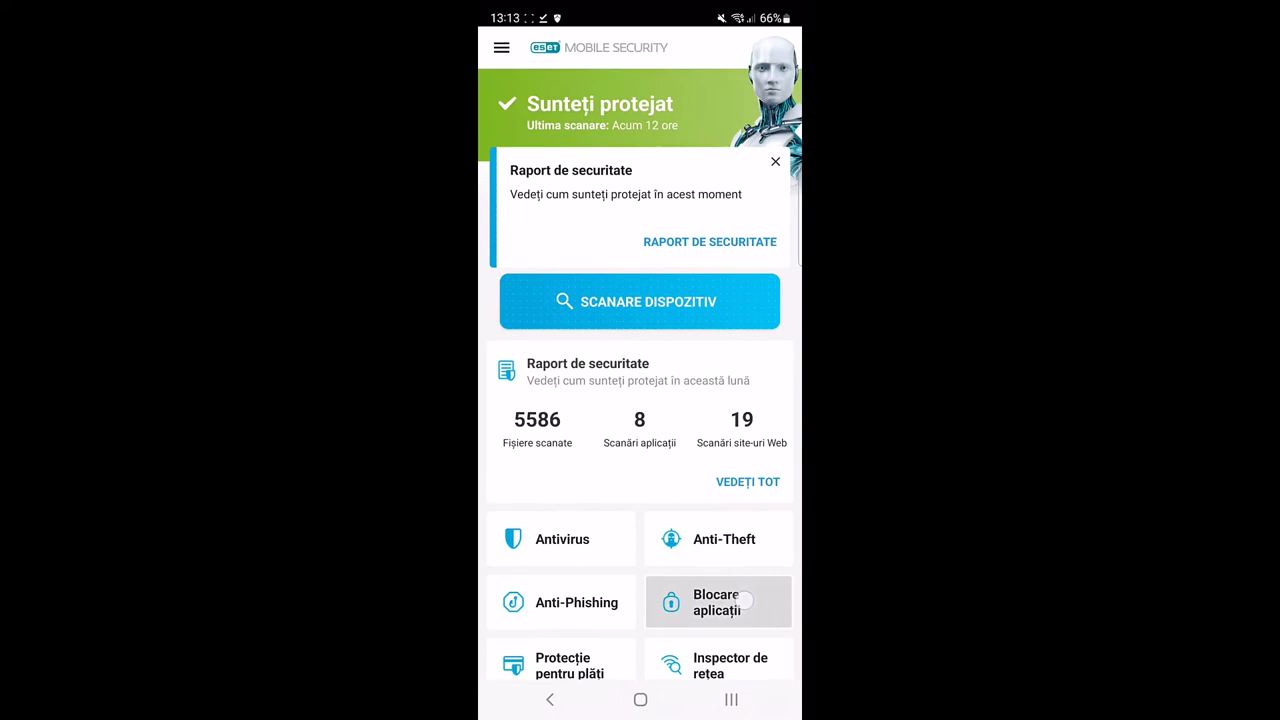 13:13
66%
eset MOBILE SECURITY
Sunteți protejat
Ultima scanare: Acum 12 ore
Raport de securitate
Vedeți cum sunteți protejat în acest moment
RAPORT DE SECURITATE
SCANARE DISPOZITIV
Raport de securitate
Vedeți cum sunteți protejat în această lună
5586
8
19
Fișiere scanate
Scanări aplicații
Scanări site-uri Web
VEDEȚI TOT
Antivirus
Anti-Theft
Anti-Phishing
Blocare
aplicații
Protecție
pentru plăți
Inspector de
rețea